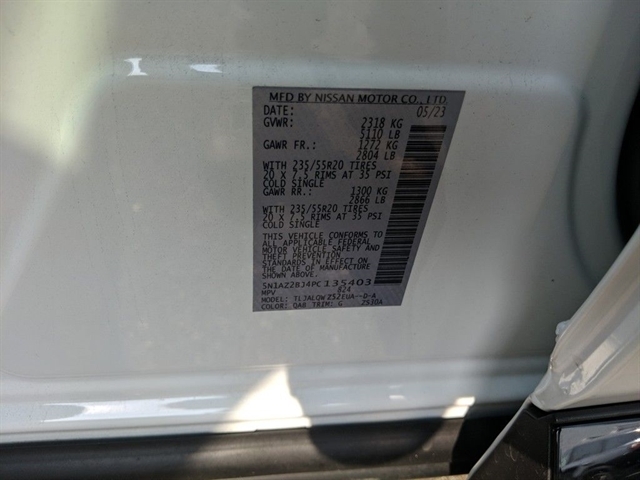 MFD BY NISSAN MOTOR CO., LTD.
DATE: 05/23
GVWR: 2318 KG
5110 LB
GAWR FR.: 1272 KG
2804 LB
WITH 235/55R20 TIRES
20 x 7.5 RIMS AT 35 PSI
COLD SINGLE
GAWR RR.: 1300 KG
2866 LB
WITH 235/55R20 TIRES
20 x 7.5 RIMS AT 35 PSI
COLD SINGLE
THIS VEHICLE CONFORMS TO
ALL APPLICABLE FEDERAL
MOTOR VEHICLE SAFETY AND
THEFT PREVENTION
STANDARDS IN EFFECT ON
THE DATE OF MANUFACTURE
SHOWN ABOVE.
5N1AZ2BJ4PC135403
MPV 824
MODEL: TLJALQW Z52EUA--D-A
COLOR: QAB TRIM: G